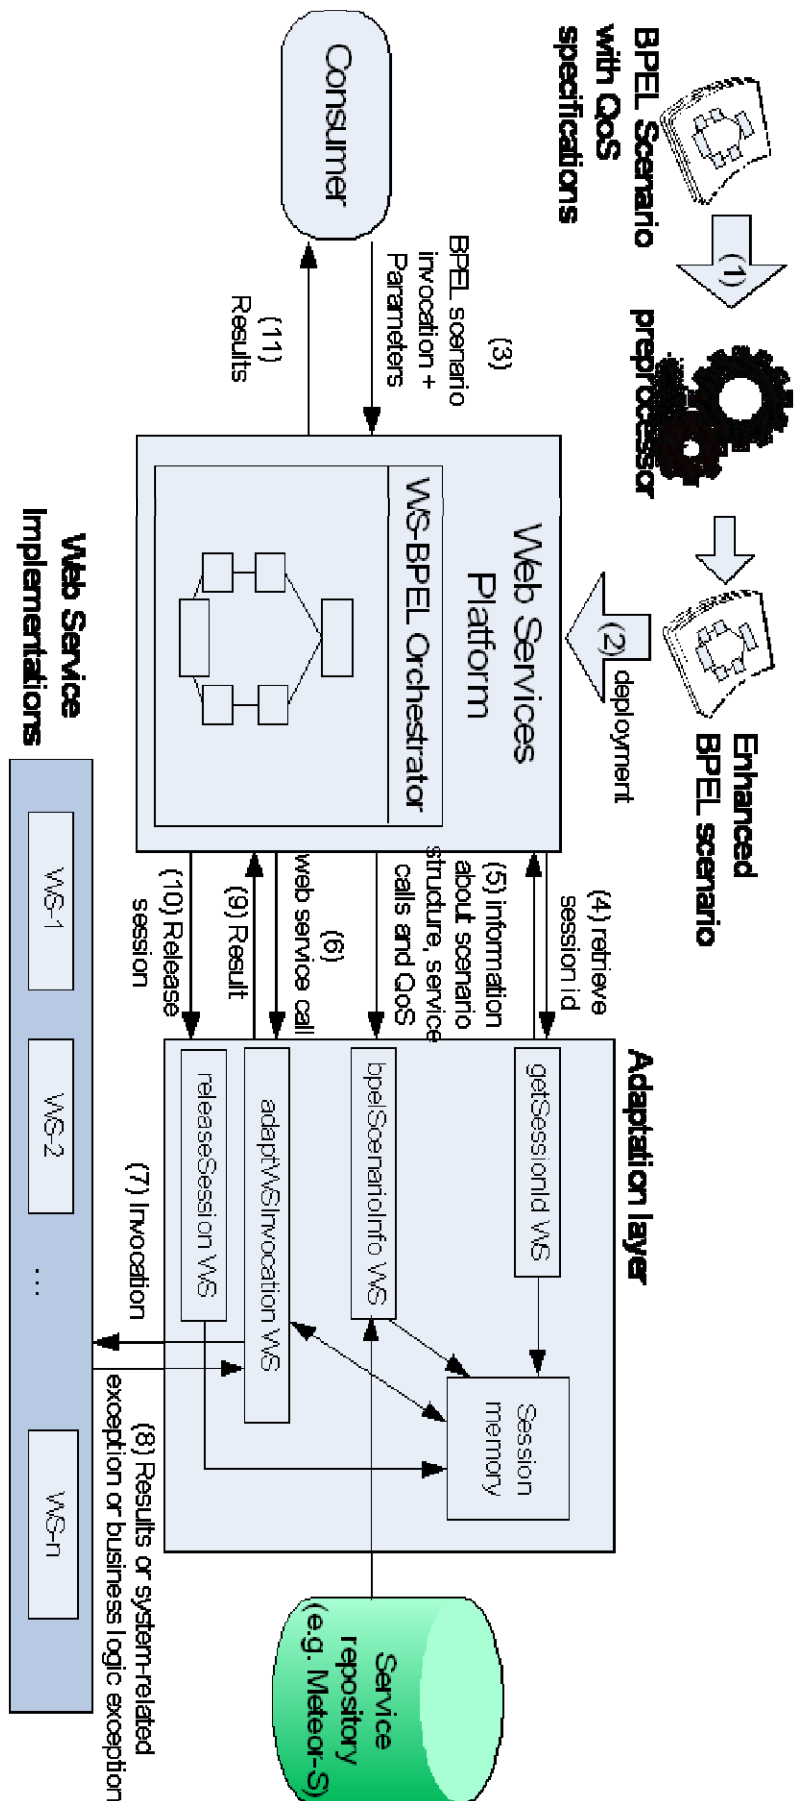 BPEL Scenario
with QoS
specifications
(1)
preprocessor
Enhanced
BPEL scenario
(2)
deployment
Consumer
(3)
BPEL scenario
invocation +
Parameters
(11)
Results
Web Services
Platform
WS-BPEL Orchestrator
(4) retrieve
session id
(5) information
about scenario
structure, service
calls and QoS
(6)
web service call
(9) Result
(10) Release
session
Adaptation layer
getSessionId WS
bpelScenarioInfo WS
adaptWSInvocation WS
releaseSession WS
Session
memory
Service
repository
(e.g. Meteor-S)
(7) Invocation
(8) Results or system-related
exception or business logic exception
Web Service
Implementations
WS-1
WS-2
...
WS-n